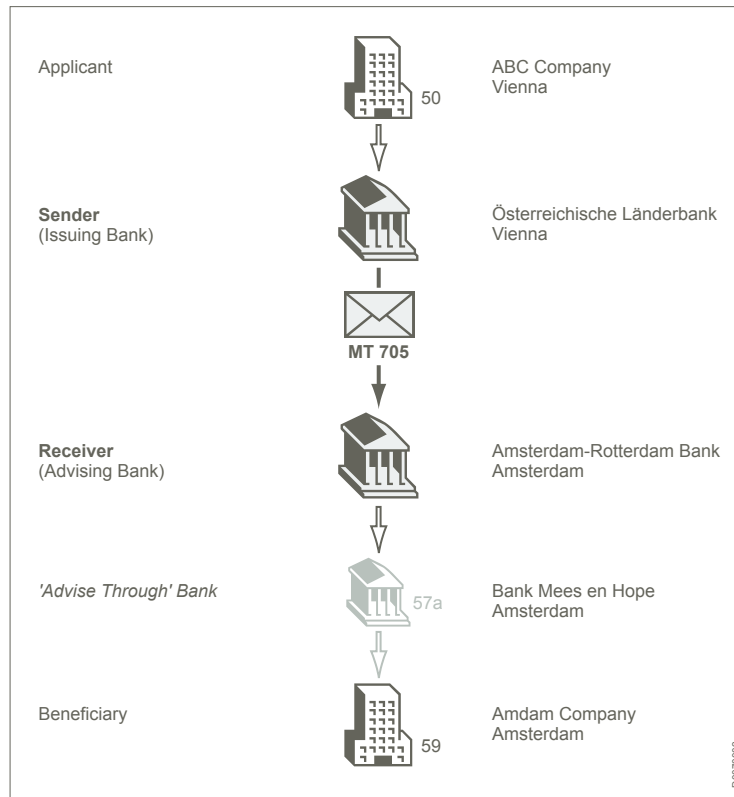 Applicant
50
ABC Company
Vienna
Sender
(Issuing Bank)
Österreichische Länderbank
Vienna
MT 705
Receiver
(Advising Bank)
Amsterdam-Rotterdam Bank
Amsterdam
'Advise Through' Bank
57a
Bank Mees en Hope
Amsterdam
Beneficiary
59
Amdam Company
Amsterdam